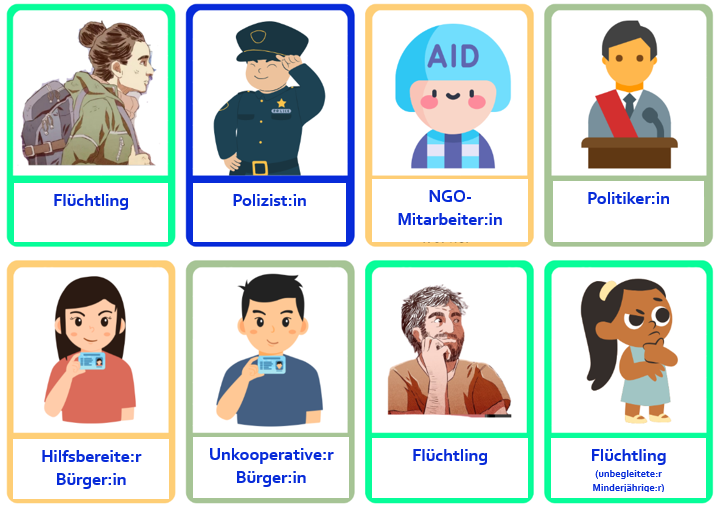 AID
POLICE
Flüchtling
Polizist:in
NGO-
Mitarbeiter:in
Politiker:in
Hilfsbereite:r
Bürger:in
Unkooperative:r
Bürger:in
Flüchtling
Flüchtling
(unbegleitete:r
Minderjährige:r)